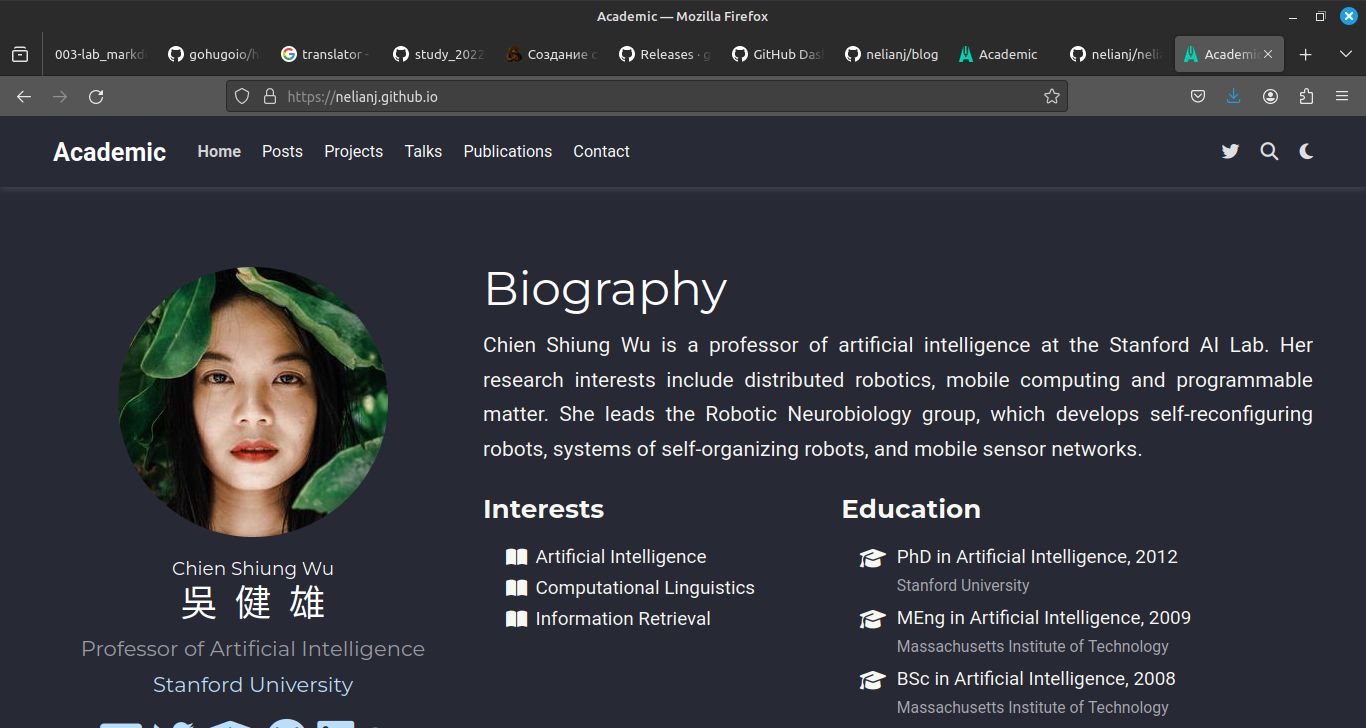 Academic — Mozilla Firefox
003-lab_markd
gohugoio/h
translator -
study_2022
Создание с
Releases · g
GitHub Das
nelianj/blog
Academic
nelianj/neli
Academic
https://nelianj.github.io
Academic Home Posts Projects Talks Publications Contact
Biography
Chien Shiung Wu is a professor of artificial intelligence at the Stanford AI Lab. Her
research interests include distributed robotics, mobile computing and programmable
matter. She leads the Robotic Neurobiology group, which develops self-reconfiguring
robots, systems of self-organizing robots, and mobile sensor networks.
Chien Shiung Wu
吳健雄
Professor of Artificial Intelligence
Stanford University
Interests
Artificial Intelligence
Computational Linguistics
Information Retrieval
Education
PhD in Artificial Intelligence, 2012
Stanford University
MEng in Artificial Intelligence, 2009
Massachusetts Institute of Technology
BSc in Artificial Intelligence, 2008
Massachusetts Institute of Technology